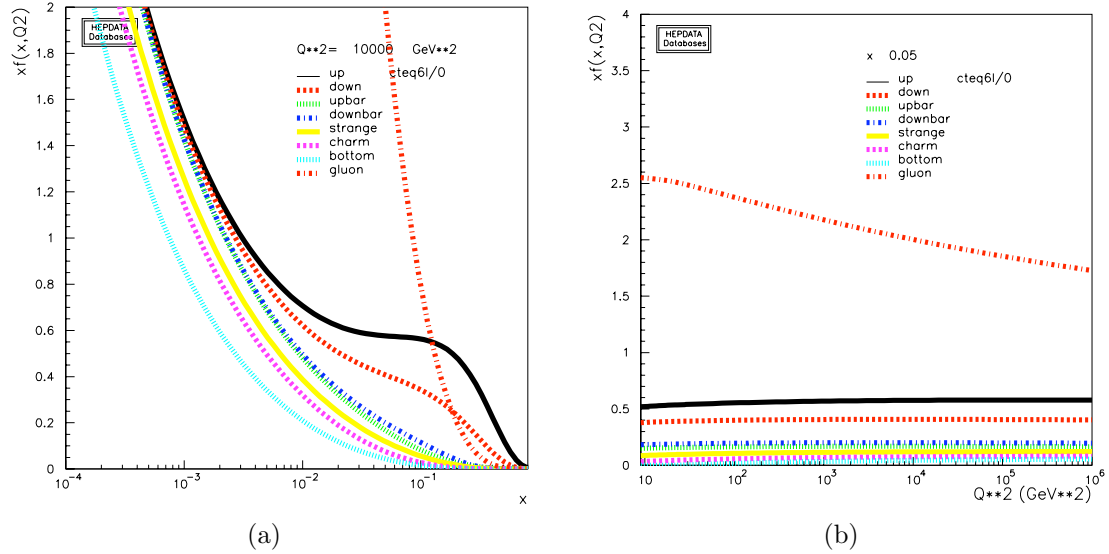 xf(x,Q2)
2
1.8
1.6
1.4
1.2
1
0.8
0.6
0.4
0.2
0
HEPDATA
Databases
Q**2= 10000 GeV**2
up cteq6l/0
down
upbar
downbar
strange
charm
bottom
gluon
10^-4 10^-3 10^-2 10^-1
x
(a)
xf(x,Q2)
4
3.5
3
2.5
2
1.5
1
0.5
0
HEPDATA
Databases
x 0.05
up cteq6l/0
down
upbar
downbar
strange
charm
bottom
gluon
10 10^2 10^3 10^4 10^5 10^6
Q**2 (GeV**2)
(b)